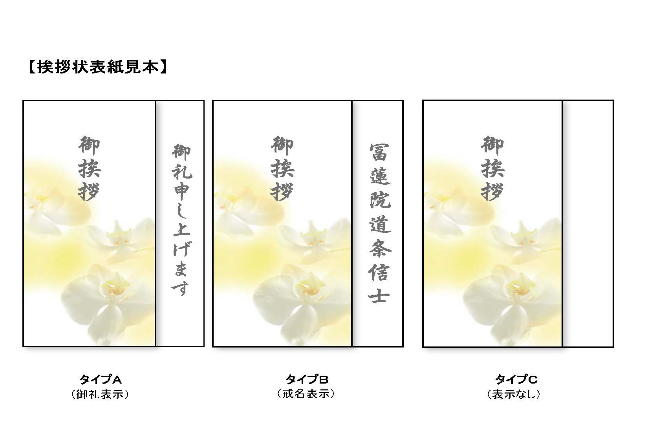 【挨拶状表紙見本】
御挨拶
御礼申し上げます
御挨拶
冨蓮院道条信士
御挨拶
タイプA
(御礼表示)
タイプB
(戒名表示)
タイプC
(表示なし)